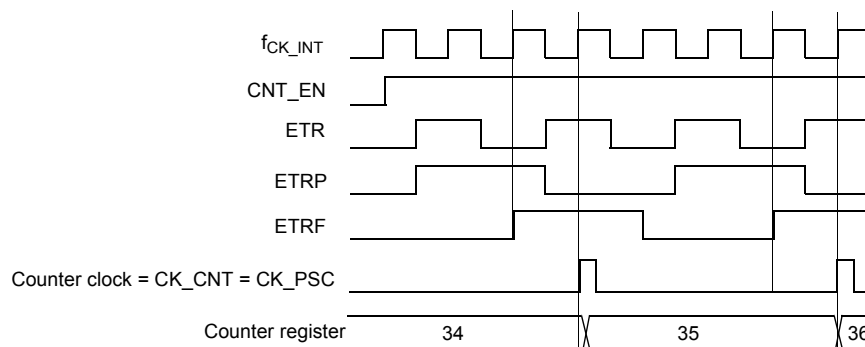 fCK_INT
CNT_EN
ETR
ETRP
ETRF
Counter clock = CK_CNT = CK_PSC
Counter register 34 35 36